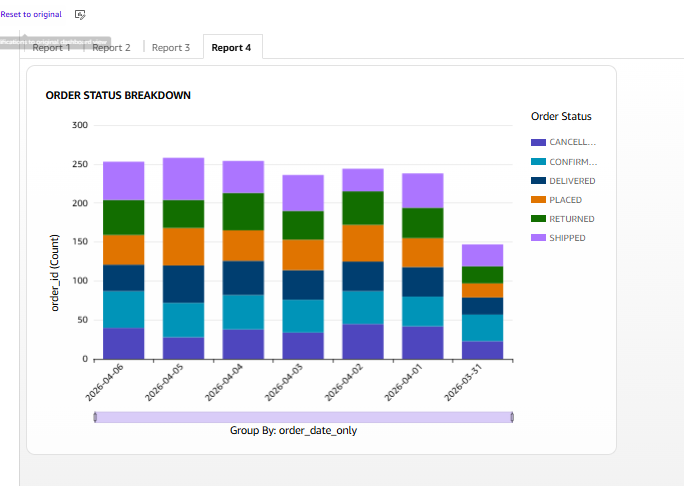 Reset to original
Report 1
Report 2
Report 3
Report 4
ORDER STATUS BREAKDOWN
Order Status
CANCELL...
CONFIRM...
DELIVERED
PLACED
RETURNED
SHIPPED
order_id (Count)
300
250
200
150
100
50
0
2026-04-06
2026-04-05
2026-04-04
2026-04-03
2026-04-02
2026-04-01
2026-03-31
Group By: order_date_only